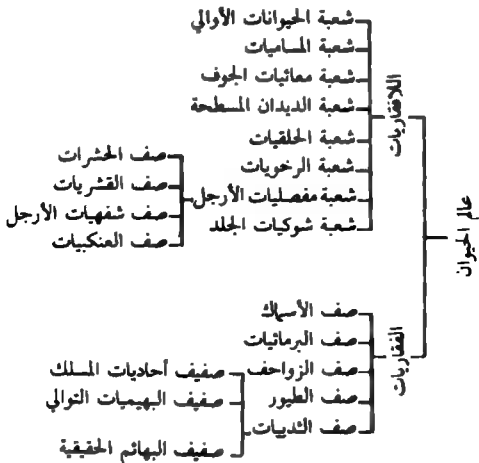 عالم الحيوان
اللافقاريات
شعبة الحيوانات الأوالي
شعبة المساميات
شعبة معائيات الجوف
شعبة الديدان المسطحة
شعبة الحلقيات
شعبة الرخويات
شعبة مفصليات الأرجل
صف الحشرات
صف القشريات
صف شفهيات الأرجل
صف العنكبيات
شعبة شوكيات الجلد
الفقاريات
صف الأسماك
صف البرمائيات
صف الزواحف
صف الطيور
صف الثدييات
صفيف أحاديات المسلك
صفيف البهيميات التوالي
صفيف البهائم الحقيقية